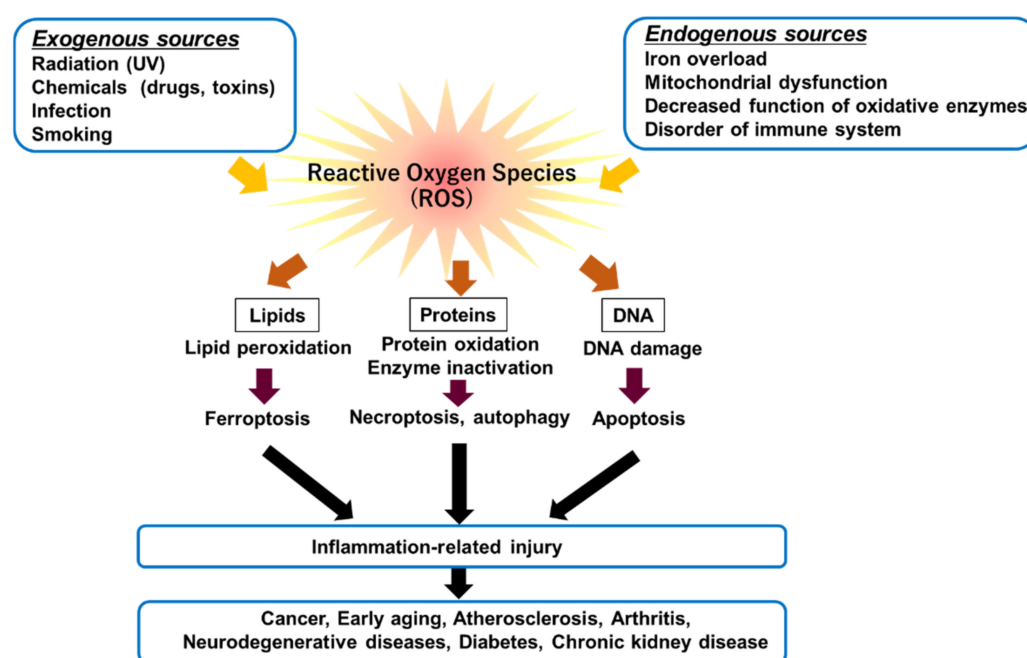 Exogenous sources
Radiation (UV)
Chemicals (drugs, toxins)
Infection
Smoking
Endogenous sources
Iron overload
Mitochondrial dysfunction
Decreased function of oxidative enzymes
Disorder of immune system
Reactive Oxygen Species
(ROS)
Lipids
Lipid peroxidation
Ferroptosis
Proteins
Protein oxidation
Enzyme inactivation
Necroptosis, autophagy
DNA
DNA damage
Apoptosis
Inflammation-related injury
Cancer, Early aging, Atherosclerosis, Arthritis,
Neurodegenerative diseases, Diabetes, Chronic kidney disease